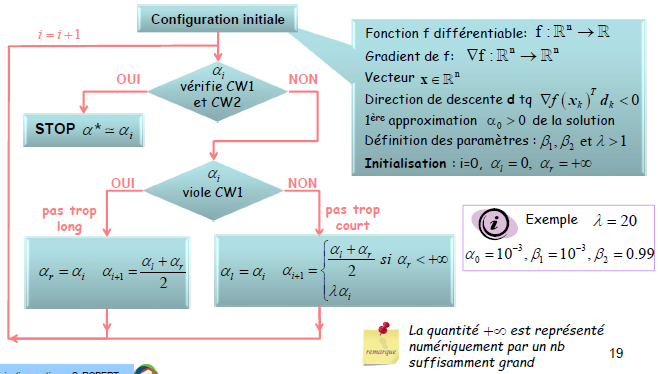 Configuration initiale
i = i+1
α_i
vérifie CW1
et CW2
OUI
NON
STOP α* ≃ α_i
α_i
viole CW1
OUI
NON
pas trop
long
pas trop
court
α_r = α_i   α_{i+1} = (α_l + α_r)/2
α_l = α_i   α_{i+1} = { (α_l + α_r)/2 si α_r < +∞
λα_i
Fonction f différentiable: f : ℝⁿ → ℝ
Gradient de f: ∇f : ℝⁿ → ℝⁿ
Vecteur x ∈ ℝⁿ
Direction de descente d tq ∇f(x_k)^T d_k < 0
1ère approximation α_0 > 0 de la solution
Définition des paramètres : β_1, β_2 et λ > 1
Initialisation : i=0, α_l = 0, α_r = +∞
Exemple λ = 20
α_0 = 10^{-3}, β_1 = 10^{-3}, β_2 = 0.99
remarque
La quantité +∞ est représenté
numériquement par un nb
suffisamment grand
19